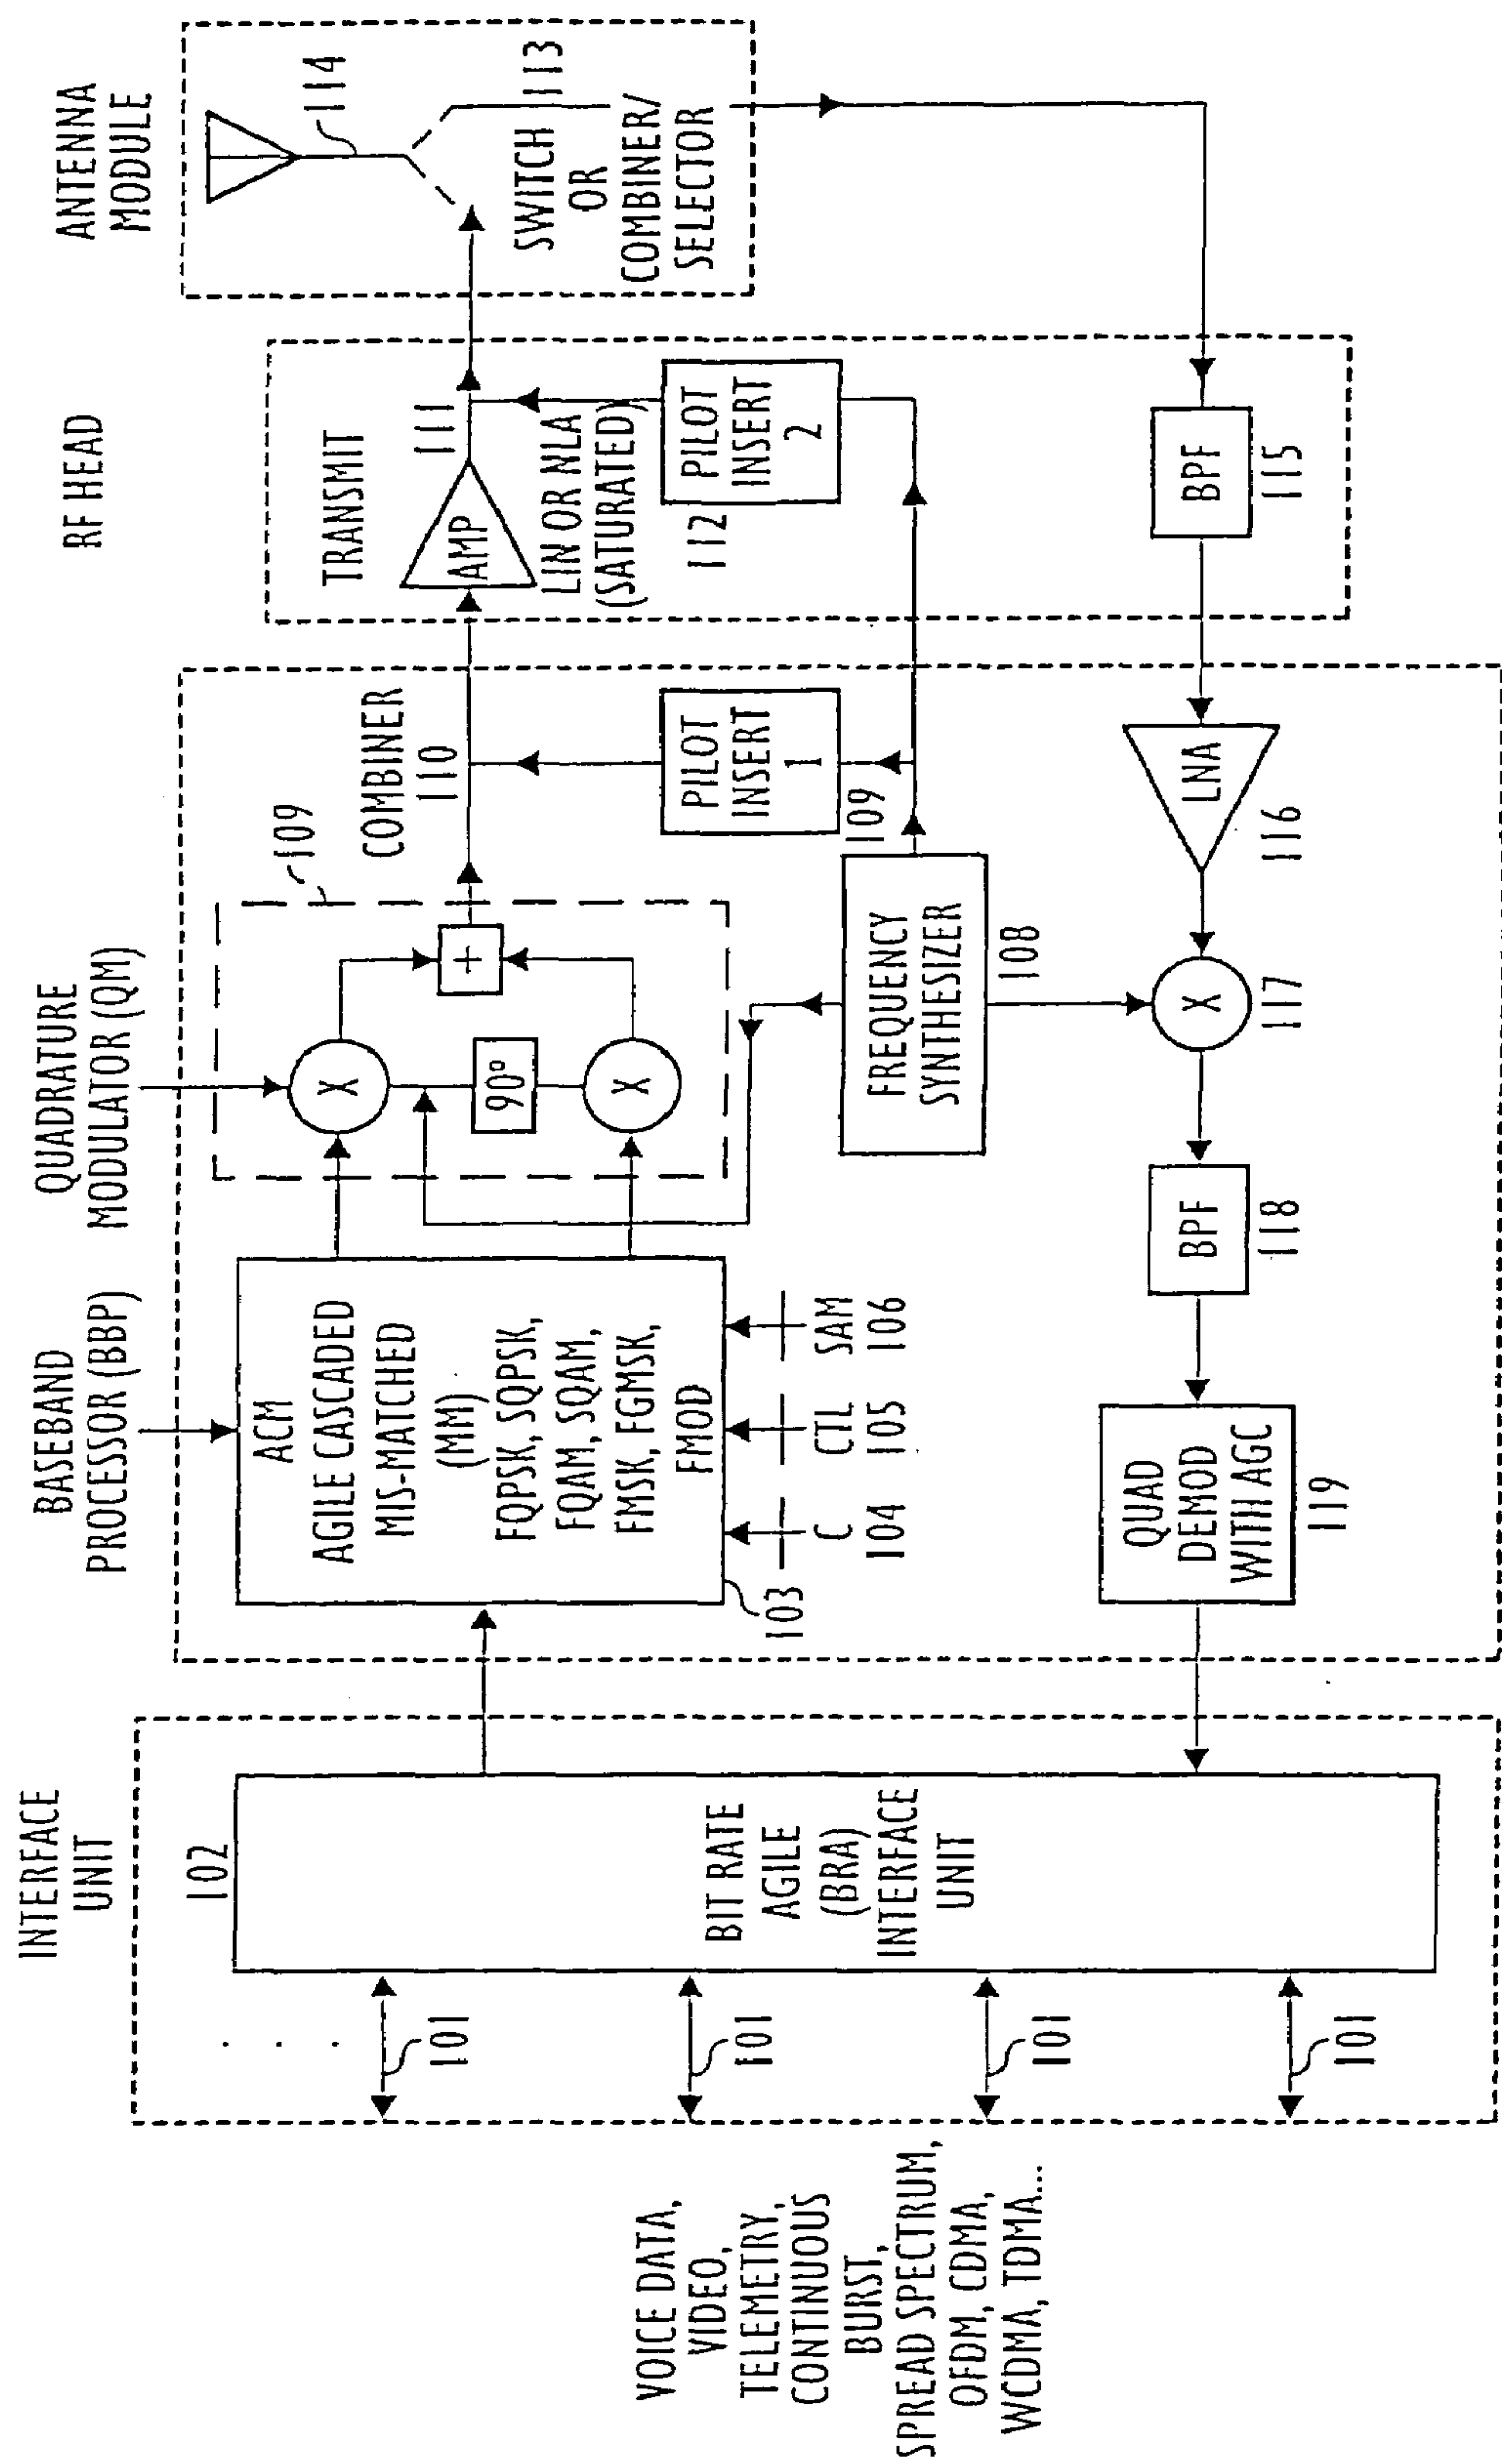 INTERFACE
UNIT
BASEBAND
PROCESSOR (BBP)
QUADRATURE
MODULATOR (QM)
RF HEAD
ANTENNA
MODULE
VOICE DATA,
VIDEO,
TELEMETRY,
CONTINUOUS
BURST,
SPREAD SPECTRUM,
OFDM, CDMA,
WCDMA, TDMA...
101
101
101
101
102
BIT RATE
AGILE
(BRA)
INTERFACE
UNIT
ACM
AGILE CASCADED
MIS-MATCHED
(MM)
FQPSK, SQPSK,
FQAM, SQAM,
FMSK, FGMSK,
FMOD
103
C
104
CTL
105
SAM
106
X
90°
X
+
109
COMBINER
110
PILOT
INSERT
1
109
FREQUENCY
SYNTHESIZER
108
TRANSMIT
AMP
111
LIN OR NLA
(SATURATED)
112
PILOT
INSERT
2
114
113
SWITCH
OR
COMBINER/
SELECTOR
BPF
115
LNA
116
X
117
BPF
118
QUAD
DEMOD
WITH AGC
119